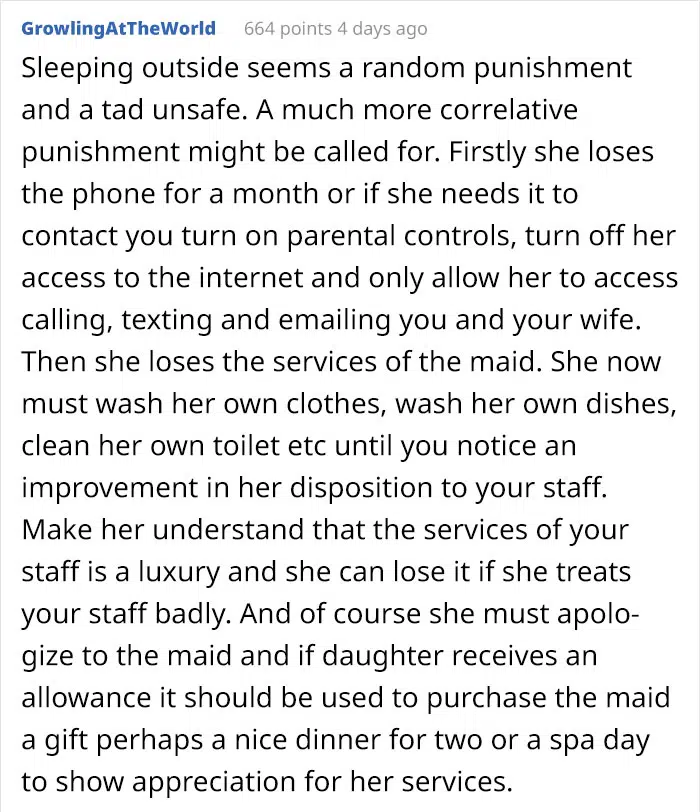 GrowlingAtTheWorld 664 points 4 days ago
Sleeping outside seems a random punishment
and a tad unsafe. A much more correlative
punishment might be called for. Firstly she loses
the phone for a month or if she needs it to
contact you turn on parental controls, turn off her
access to the internet and only allow her to access
calling, texting and emailing you and your wife.
Then she loses the services of the maid. She now
must wash her own clothes, wash her own dishes,
clean her own toilet etc until you notice an
improvement in her disposition to your staff.
Make her understand that the services of your
staff is a luxury and she can lose it if she treats
your staff badly. And of course she must apolo-
gize to the maid and if daughter receives an
allowance it should be used to purchase the maid
a gift perhaps a nice dinner for two or a spa day
to show appreciation for her services.